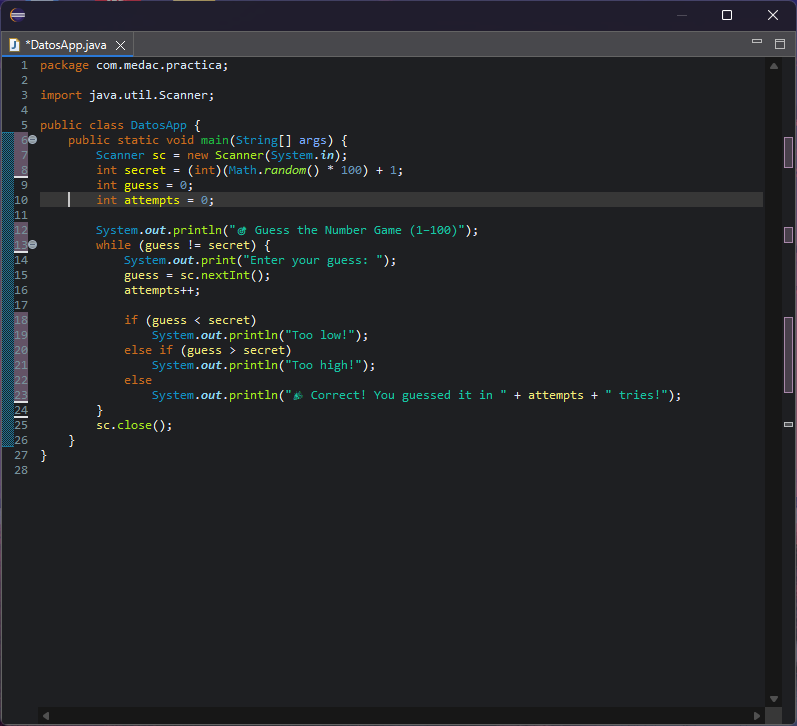 *DatosApp.java
1 package com.medac.practica;
2
3 import java.util.Scanner;
4
5 public class DatosApp {
6     public static void main(String[] args) {
7         Scanner sc = new Scanner(System.in);
8         int secret = (int)(Math.random() * 100) + 1;
9         int guess = 0;
10         int attempts = 0;
11
12         System.out.println("🎯 Guess the Number Game (1–100)");
13         while (guess != secret) {
14             System.out.print("Enter your guess: ");
15             guess = sc.nextInt();
16             attempts++;
17
18             if (guess < secret)
19                 System.out.println("Too low!");
20             else if (guess > secret)
21                 System.out.println("Too high!");
22             else
23                 System.out.println("🎉 Correct! You guessed it in " + attempts + " tries!");
24         }
25         sc.close();
26     }
27 }
28